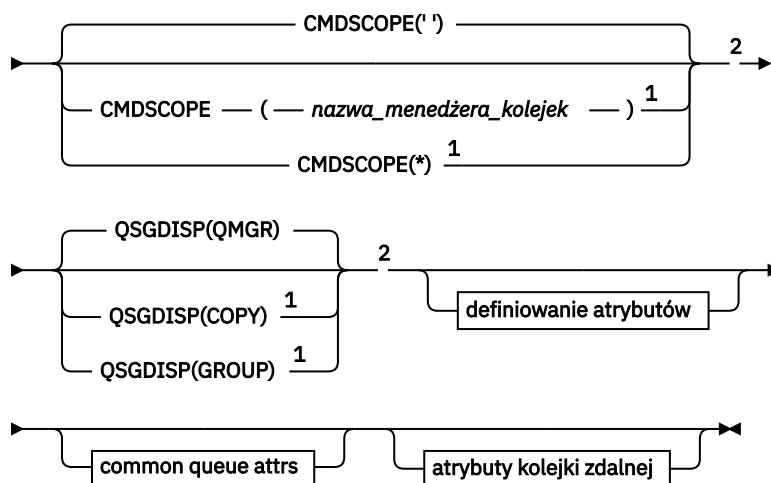 CMDSCOPE(' ')
2
CMDSCOPE ( nazwa_menedżera_kolejek ) 1
CMDSCOPE(*) 1
QSGDISP(QMGR)
2
QSGDISP(COPY) 1
definiowanie atrybutów
QSGDISP(GROUP) 1
common queue attrs
atrybuty kolejki zdalnej